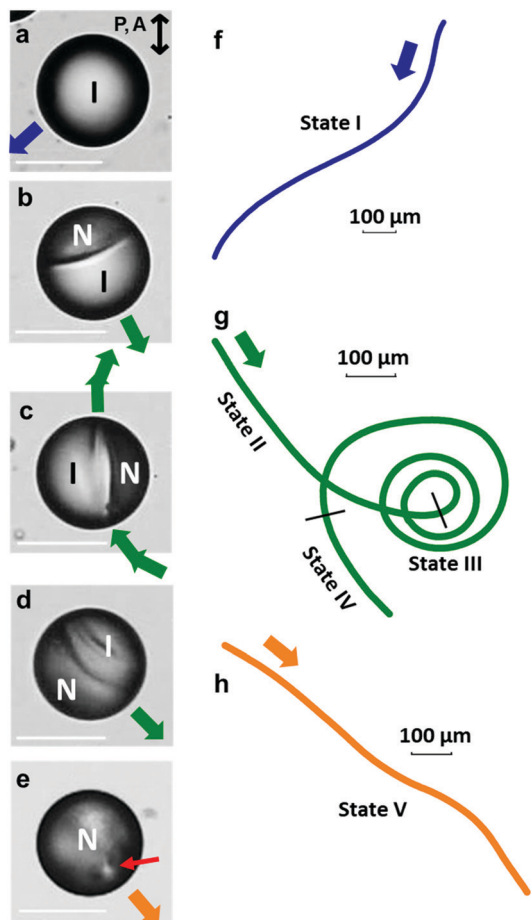 a
P, A
I
b
N
I
c
I
N
d
I
N
e
N
f
State I
100 µm
g
100 µm
State II
State III
State IV
h
100 µm
State V